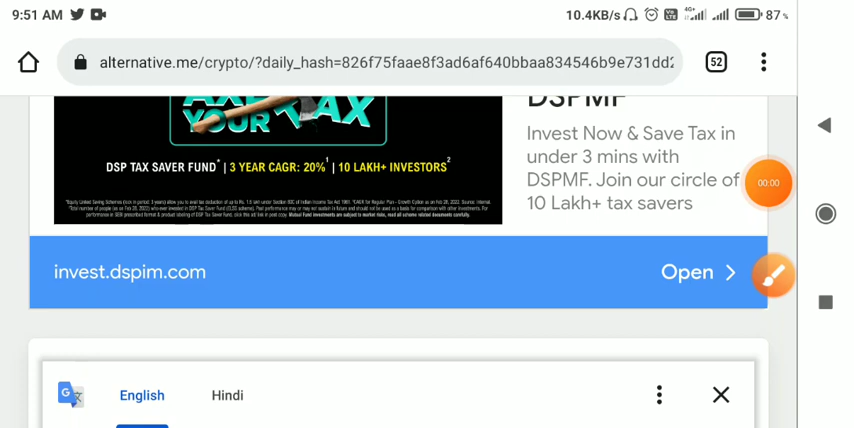 9:51 AM
10.4KB/s
4G+
87%
alternative.me/crypto/?daily_hash=826f75faae8f3ad6af640bbaa834546b9e731dd2
52
AXE YOUR TAX
DSPMF
DSP TAX SAVER FUND* | 3 YEAR CAGR: 20%¹ | 10 LAKH+ INVESTORS²
Invest Now & Save Tax in
under 3 mins with
DSPMF. Join our circle of
10 Lakh+ tax savers
00:00
invest.dspim.com
Open
English
Hindi